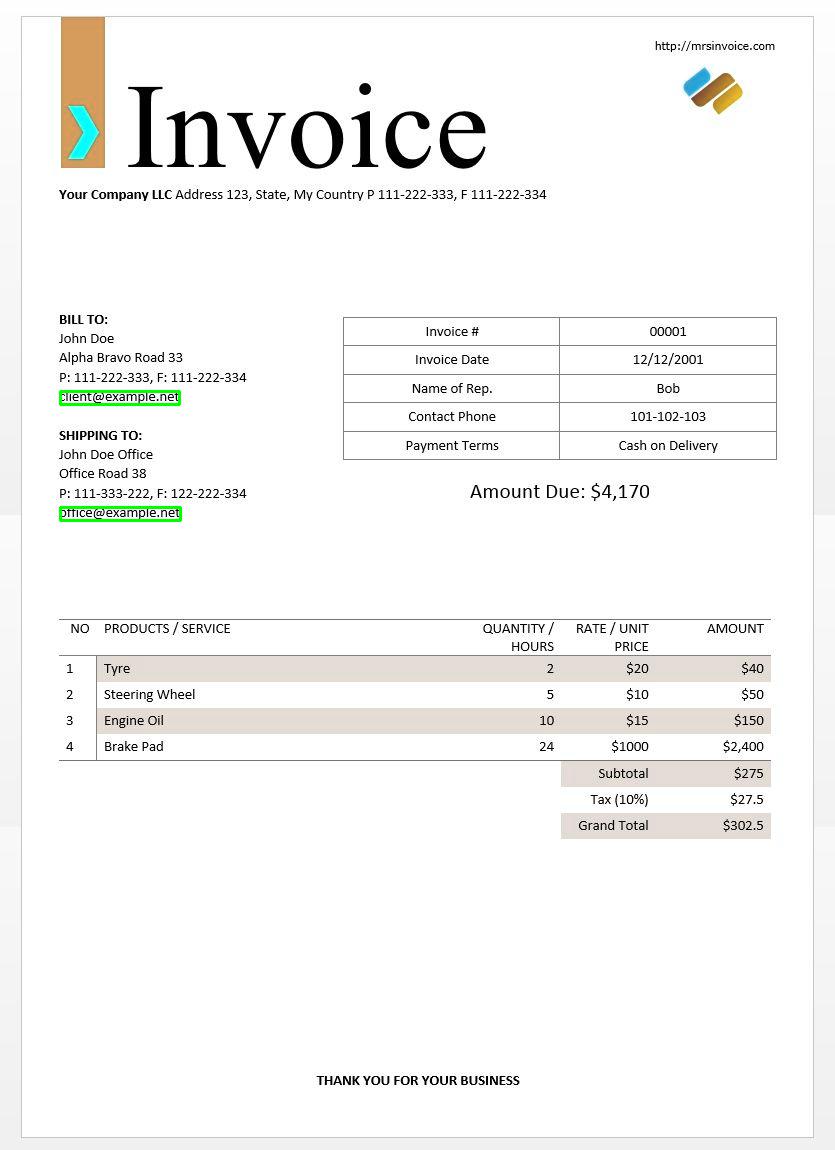 http://mrsinvoice.com
Invoice
Your Company LLC Address 123, State, My Country P 111-222-333, F 111-222-334
BILL TO:
John Doe
Alpha Bravo Road 33
P: 111-222-333, F: 111-222-334
client@example.net
SHIPPING TO:
John Doe Office
Office Road 38
P: 111-333-222, F: 122-222-334
office@example.net
Invoice # 00001
Invoice Date 12/12/2001
Name of Rep. Bob
Contact Phone 101-102-103
Payment Terms Cash on Delivery
Amount Due: $4,170
NO PRODUCTS / SERVICE QUANTITY / HOURS RATE / UNIT PRICE AMOUNT
1 Tyre 2 $20 $40
2 Steering Wheel 5 $10 $50
3 Engine Oil 10 $15 $150
4 Brake Pad 24 $1000 $2,400
Subtotal $275
Tax (10%) $27.5
Grand Total $302.5
THANK YOU FOR YOUR BUSINESS